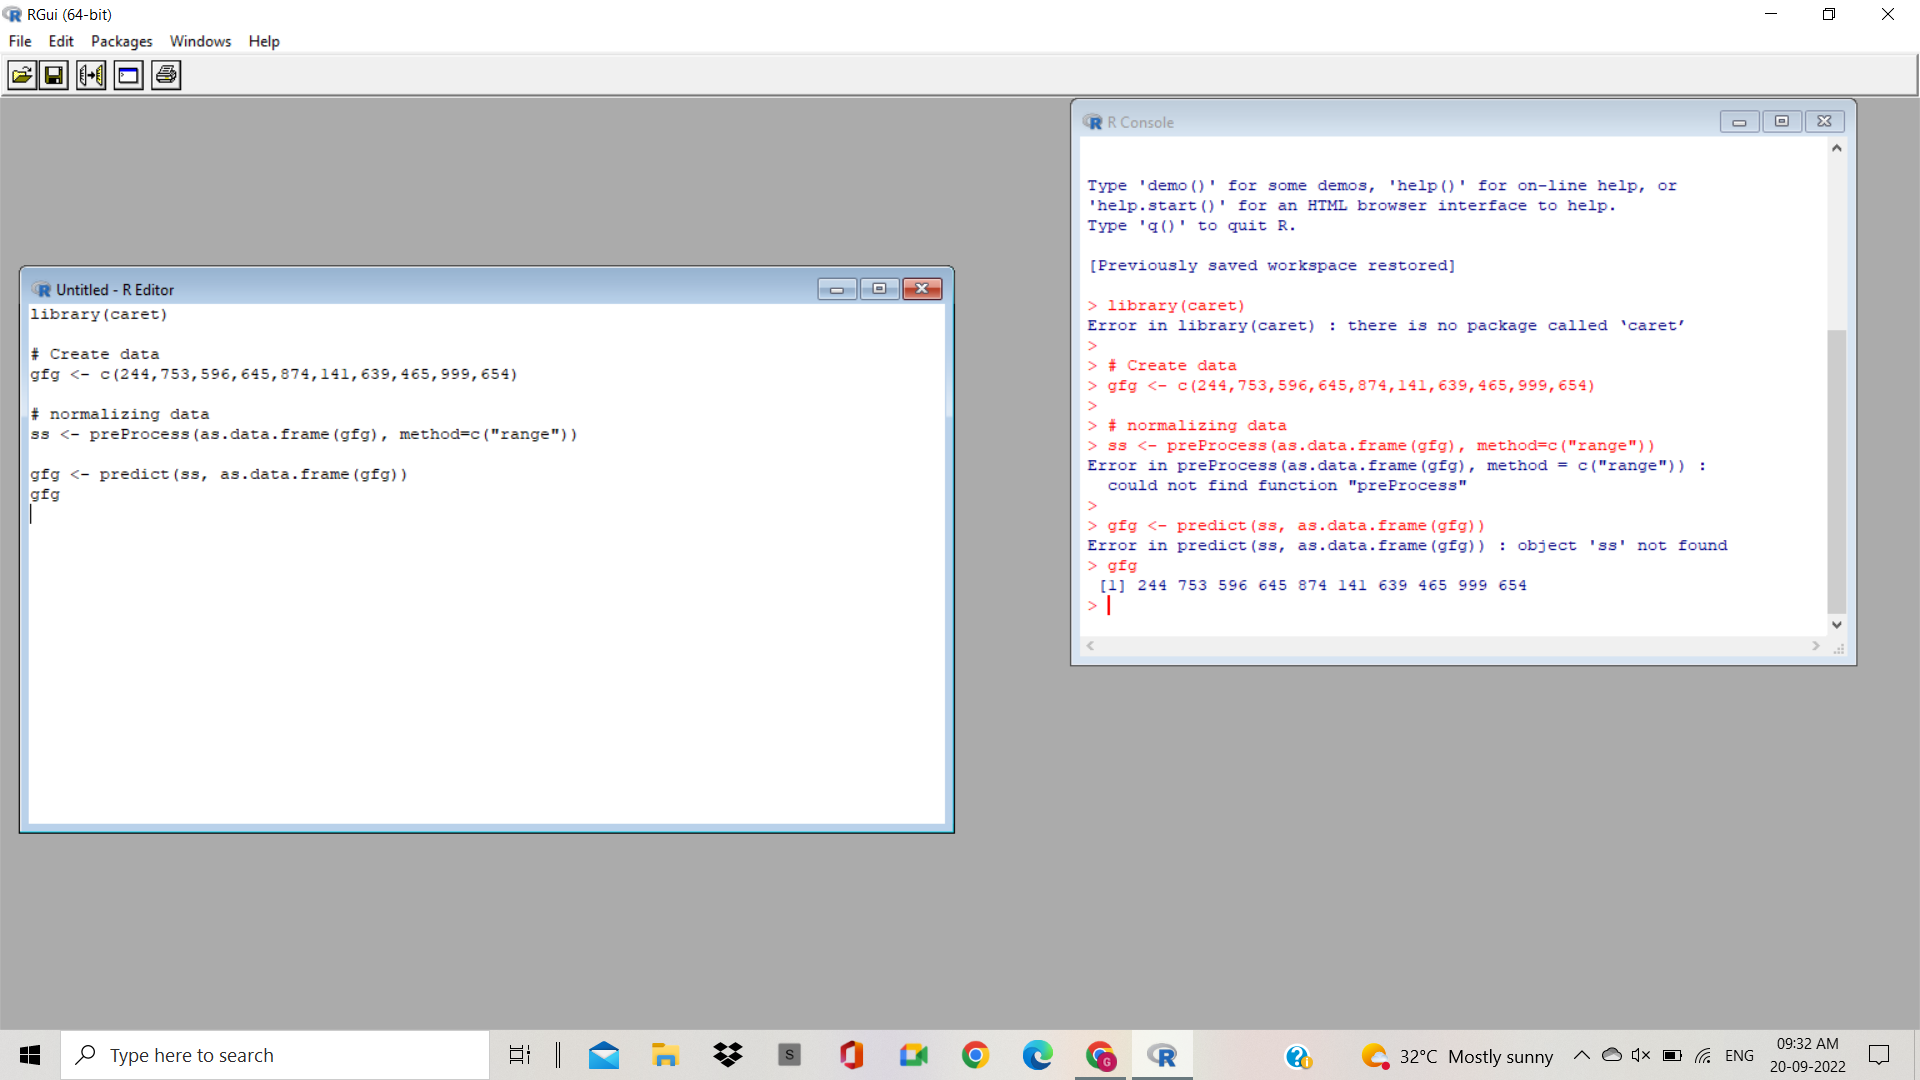 RGui (64-bit)
File Edit Packages Windows Help
R Console
Type 'demo()' for some demos, 'help()' for on-line help, or
'help.start()' for an HTML browser interface to help.
Type 'q()' to quit R.
[Previously saved workspace restored]
> library(caret)
Error in library(caret) : there is no package called ‘caret’
>
> # Create data
> gfg <- c(244,753,596,645,874,141,639,465,999,654)
>
> # normalizing data
> ss <- preProcess(as.data.frame(gfg), method=c("range"))
Error in preProcess(as.data.frame(gfg), method = c("range")) :
  could not find function "preProcess"
>
> gfg <- predict(ss, as.data.frame(gfg))
Error in predict(ss, as.data.frame(gfg)) : object 'ss' not found
> gfg
 [1] 244 753 596 645 874 141 639 465 999 654
>
Untitled - R Editor
library(caret)
# Create data
gfg <- c(244,753,596,645,874,141,639,465,999,654)
# normalizing data
ss <- preProcess(as.data.frame(gfg), method=c("range"))
gfg <- predict(ss, as.data.frame(gfg))
gfg
Type here to search
S
G
32°C Mostly sunny
ENG
09:32 AM
20-09-2022